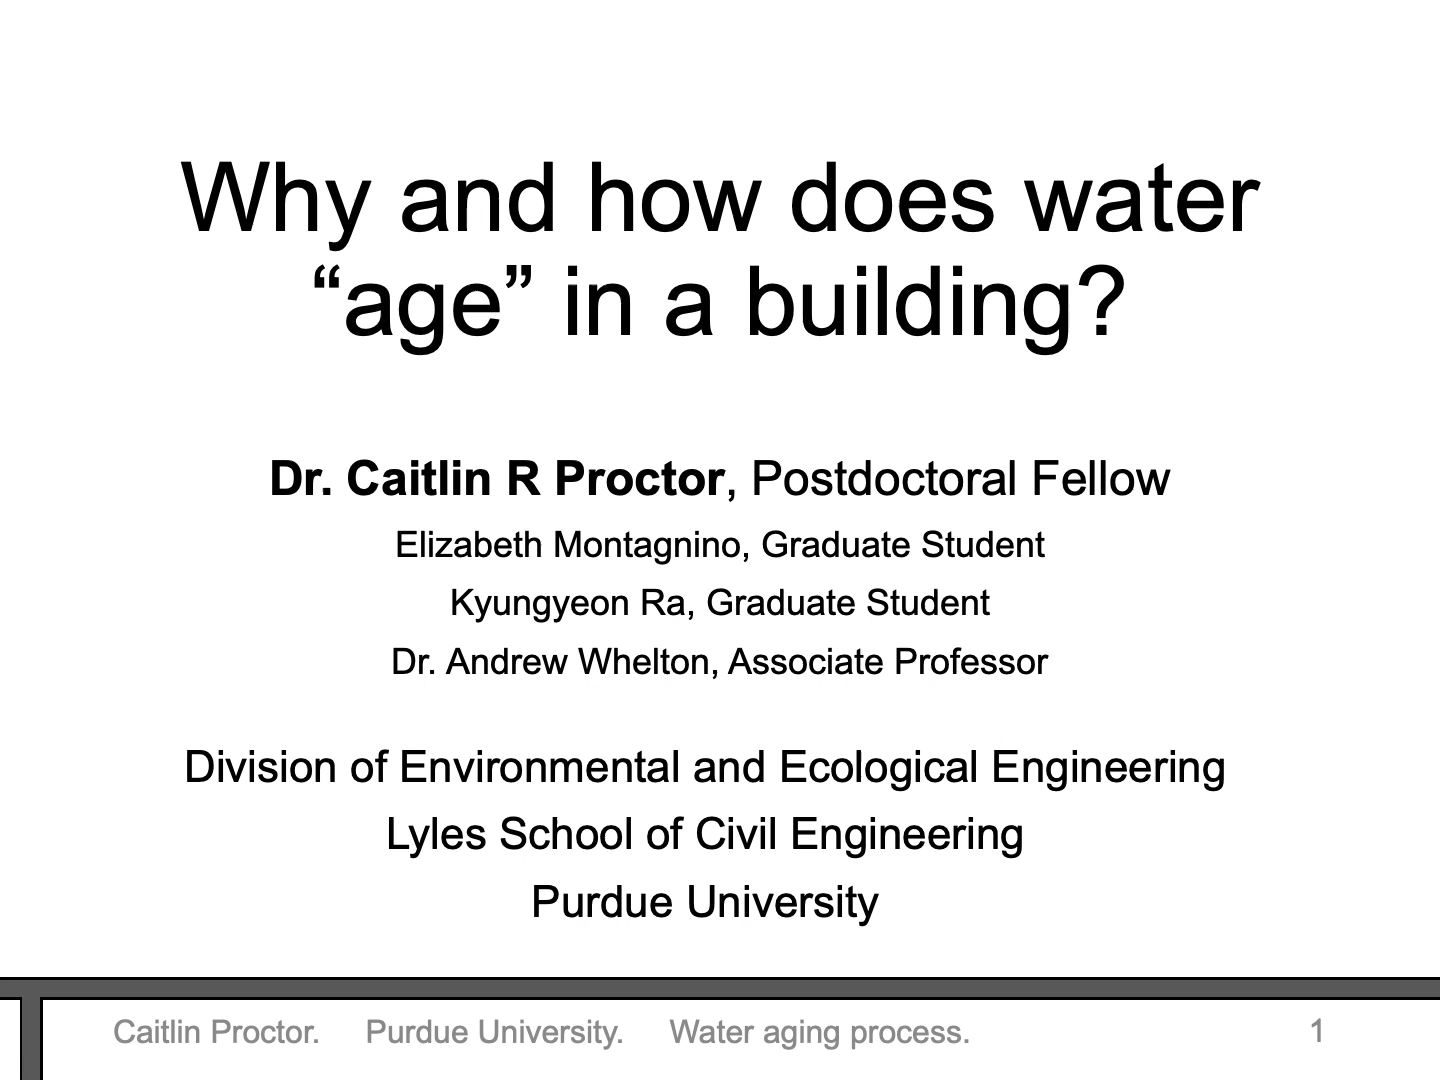 Why and how does water
“age” in a building?
Dr. Caitlin R Proctor, Postdoctoral Fellow
Elizabeth Montagnino, Graduate Student
Kyungyeon Ra, Graduate Student
Dr. Andrew Whelton, Associate Professor
Division of Environmental and Ecological Engineering
Lyles School of Civil Engineering
Purdue University
Caitlin Proctor. Purdue University. Water aging process. 1